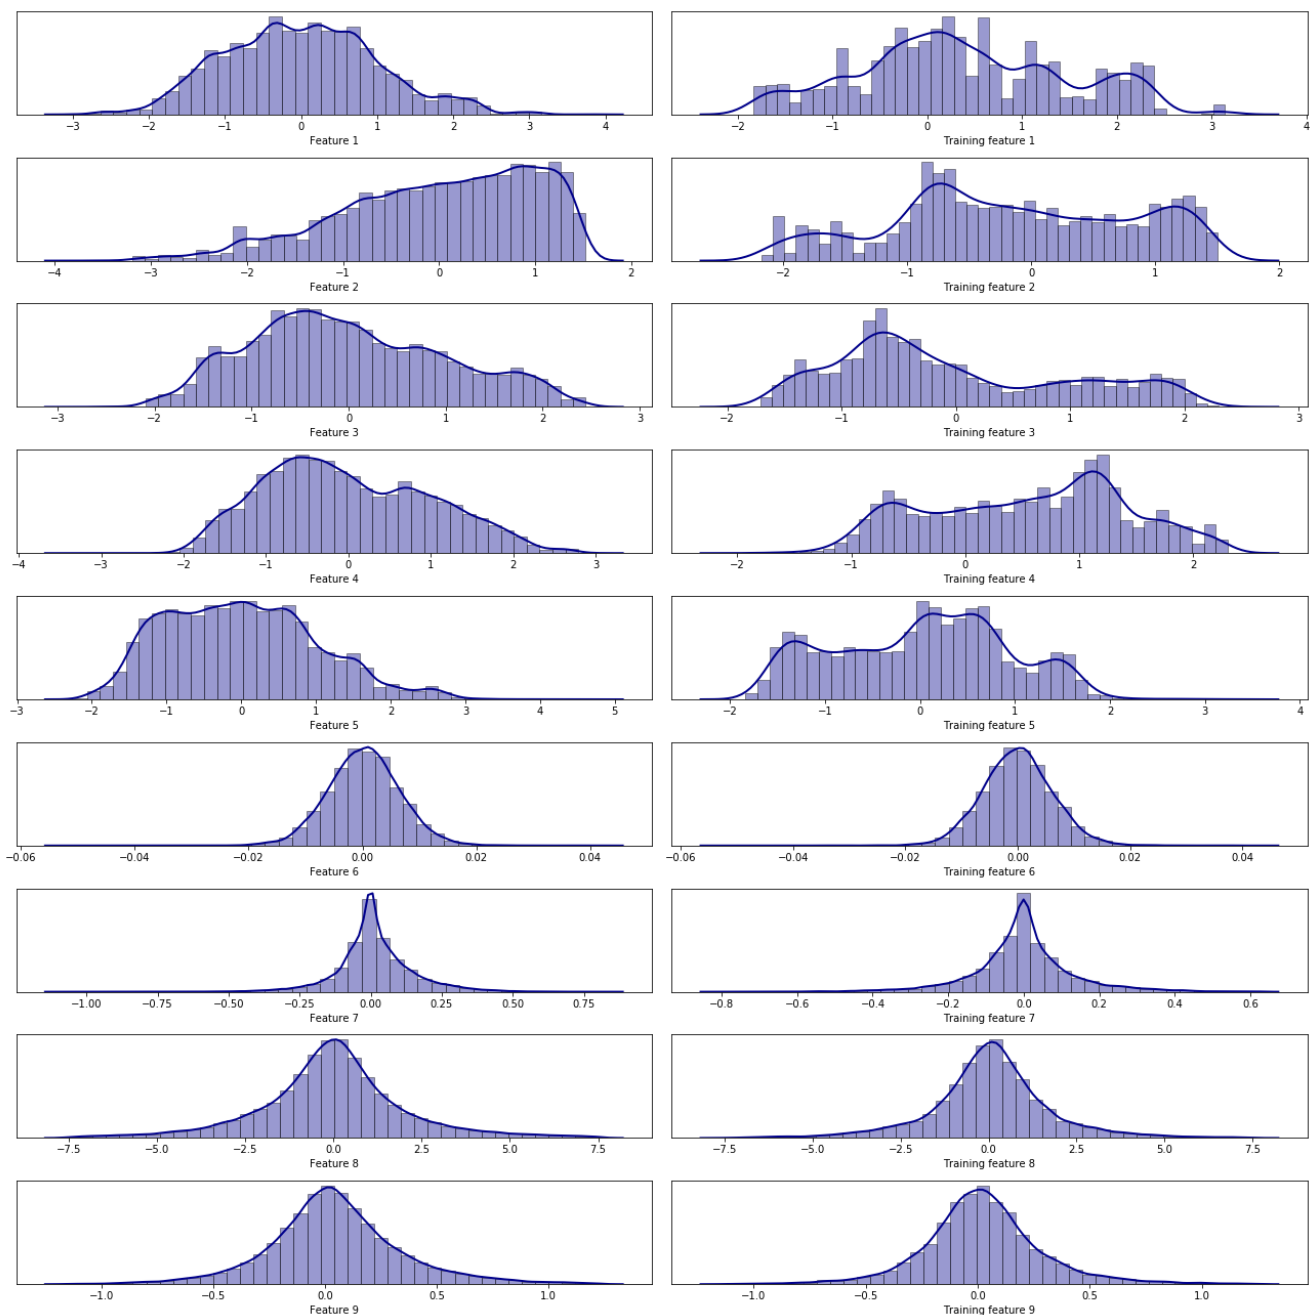 −3 −2 −1 0 1 2 3 4
Feature 1
−2 −1 0 1 2 3 4
Training feature 1
−4 −3 −2 −1 0 1 2
Feature 2
−2 −1 0 1 2
Training feature 2
−3 −2 −1 0 1 2 3
Feature 3
−2 −1 0 1 2 3
Training feature 3
−4 −3 −2 −1 0 1 2 3
Feature 4
−2 −1 0 1 2
Training feature 4
−3 −2 −1 0 1 2 3 4 5
Feature 5
−2 −1 0 1 2 3 4
Training feature 5
−0.06 −0.04 −0.02 0.00 0.02 0.04
Feature 6
−0.06 −0.04 −0.02 0.00 0.02 0.04
Training feature 6
−1.00 −0.75 −0.50 −0.25 0.00 0.25 0.50 0.75
Feature 7
−0.8 −0.6 −0.4 −0.2 0.0 0.2 0.4 0.6
Training feature 7
−7.5 −5.0 −2.5 0.0 2.5 5.0 7.5
Feature 8
−7.5 −5.0 −2.5 0.0 2.5 5.0 7.5
Training feature 8
−1.0 −0.5 0.0 0.5 1.0
Feature 9
−1.0 −0.5 0.0 0.5 1.0
Training feature 9